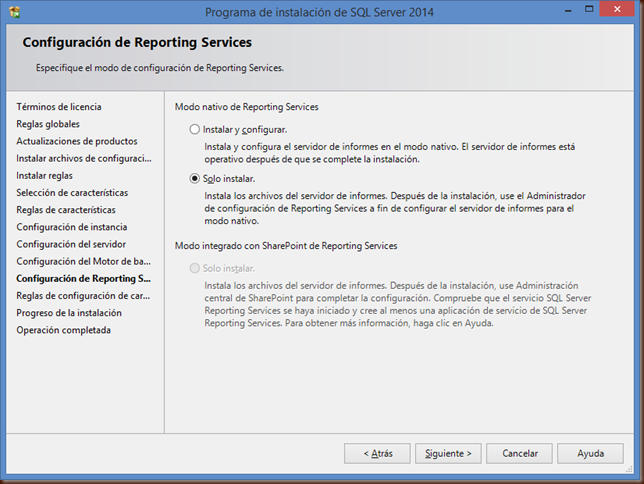 Programa de instalación de SQL Server 2014
Configuración de Reporting Services
Especifique el modo de configuración de Reporting Services.
Términos de licencia
Reglas globales
Actualizaciones de productos
Instalar archivos de configuraci...
Instalar reglas
Selección de características
Reglas de características
Configuración de instancia
Configuración del servidor
Configuración del Motor de ba...
Configuración de Reporting S...
Reglas de configuración de car...
Progreso de la instalación
Operación completada
Modo nativo de Reporting Services
Instalar y configurar.
Instala y configura el servidor de informes en el modo nativo. El servidor de informes está
operativo después de que se complete la instalación.
Solo instalar.
Instala los archivos del servidor de informes. Después de la instalación, use el Administrador
de configuración de Reporting Services a fin de configurar el servidor de informes para el
modo nativo.
Modo integrado con SharePoint de Reporting Services
Solo instalar.
Instala los archivos del servidor de informes. Después de la instalación, use Administración
central de SharePoint para completar la configuración. Compruebe que el servicio SQL Server
Reporting Services se haya iniciado y cree al menos una aplicación de servicio de SQL Server
Reporting Services. Para obtener más información, haga clic en Ayuda.
< Atrás
Siguiente >
Cancelar
Ayuda